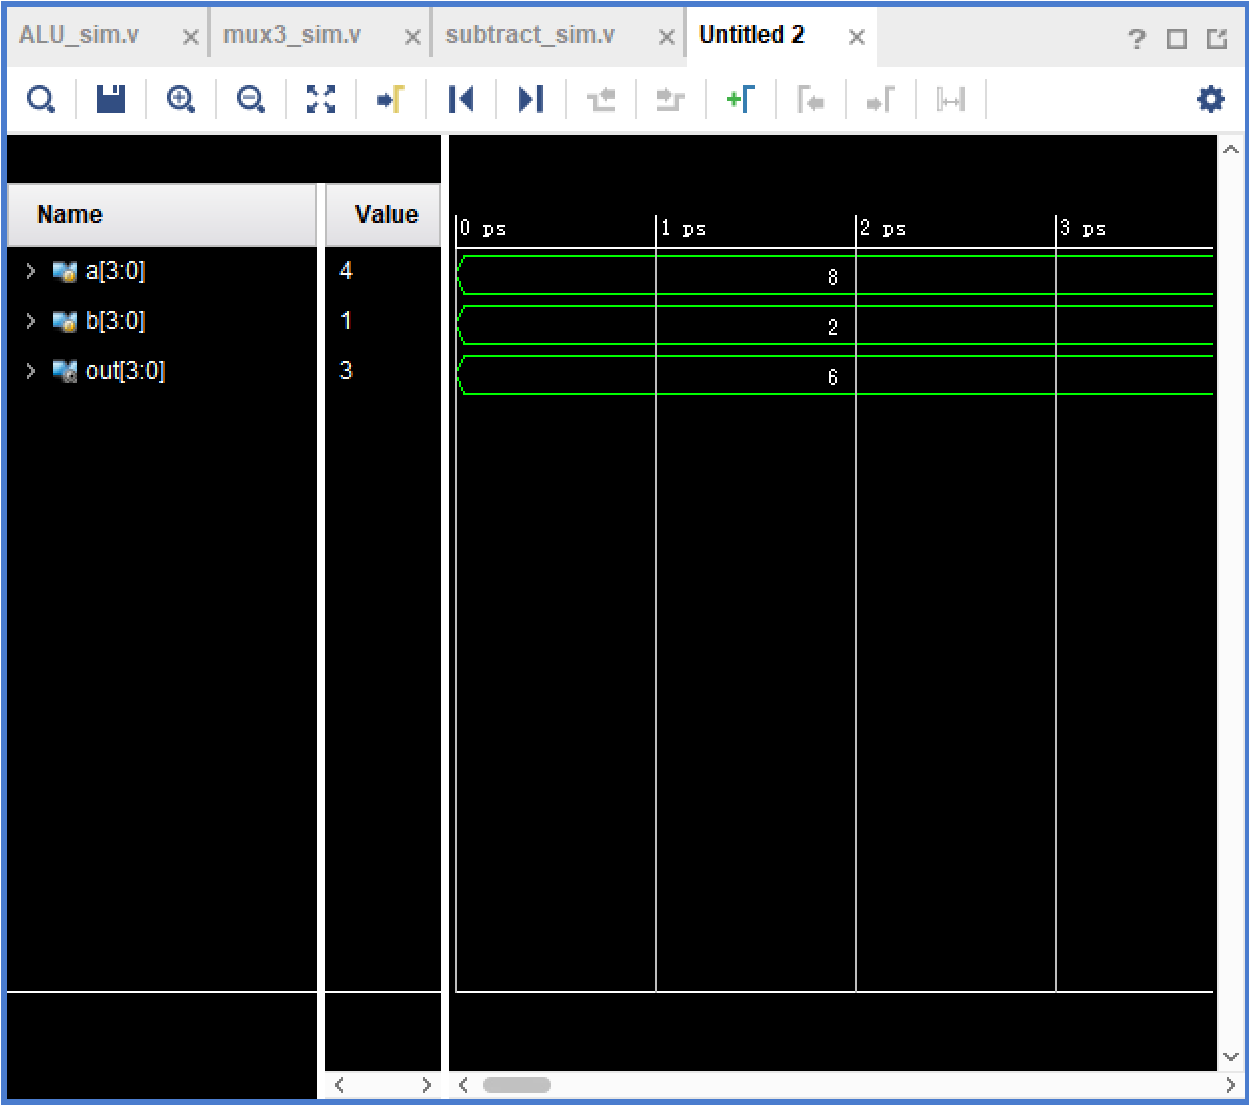 ALU_sim.v mux3_sim.v subtract_sim.v Untitled 2
Name Value
0 ps 1 ps 2 ps 3 ps
a[3:0] 4 8
b[3:0] 1 2
out[3:0] 3 6